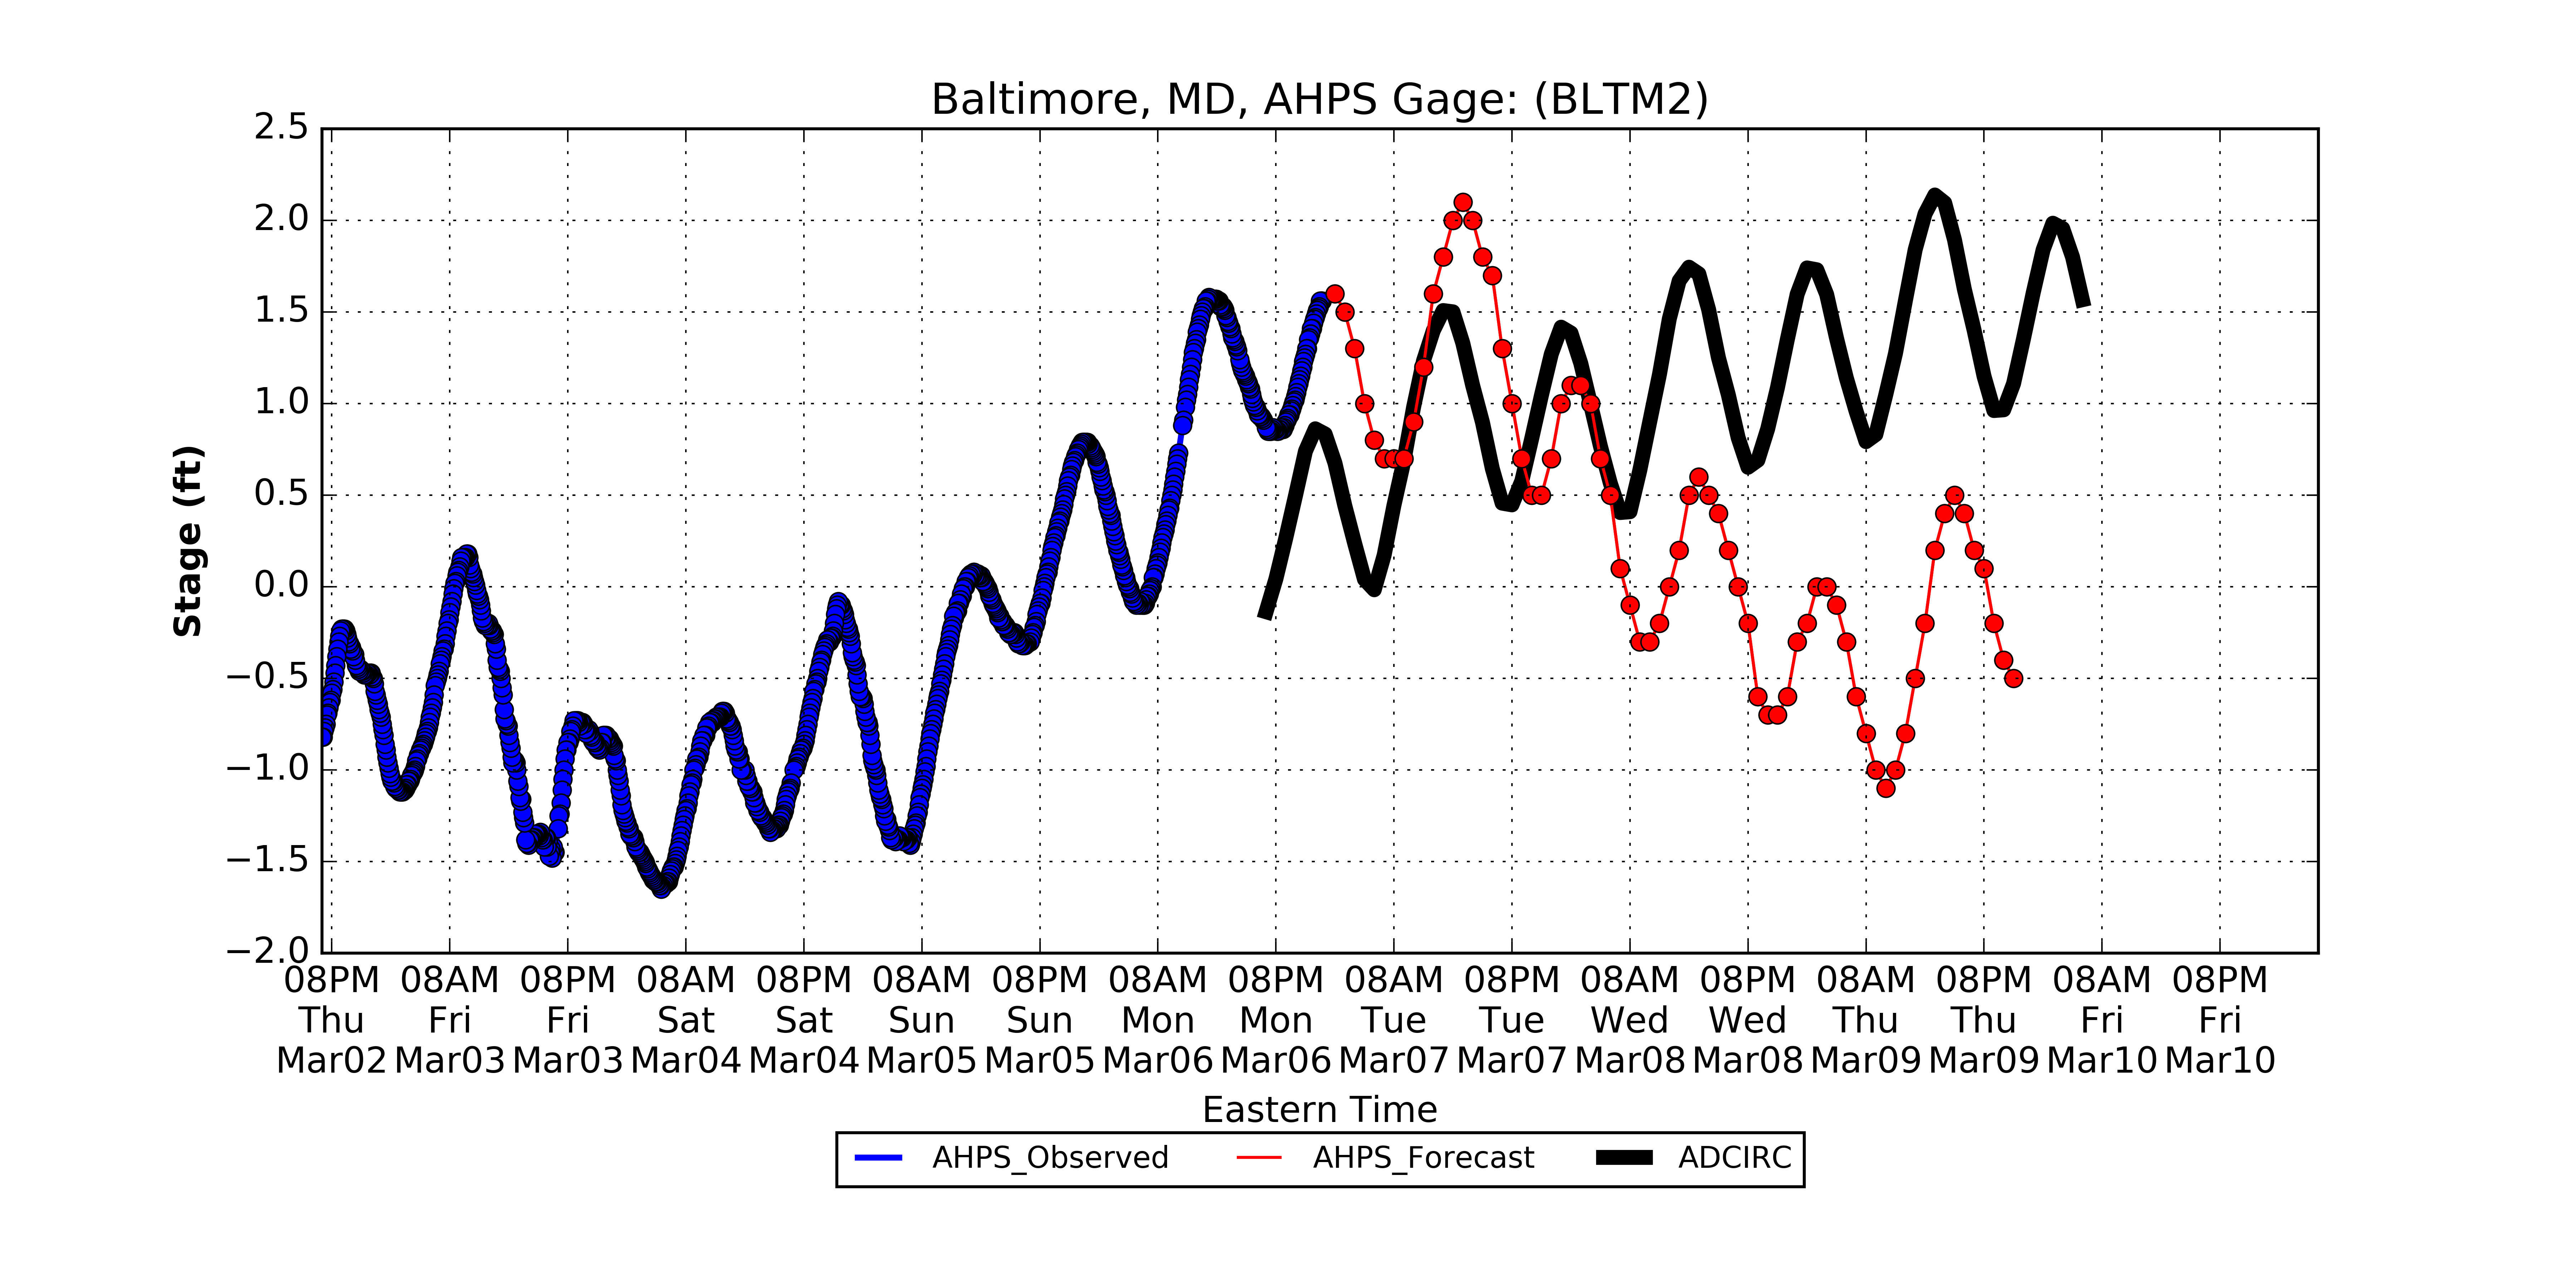 Baltimore, MD, AHPS Gage: (BLTM2)
2.5
2.0
1.5
1.0
0.5
0.0
−0.5
−1.0
−1.5
−2.0
Stage (ft)
08PM 08AM 08PM 08AM 08PM 08AM 08PM 08AM 08PM 08AM 08PM 08AM 08PM 08AM 08PM 08AM 08PM
Thu Fri Fri Sat Sat Sun Sun Mon Mon Tue Tue Wed Wed Thu Thu Fri Fri
Mar02 Mar03 Mar03 Mar04 Mar04 Mar05 Mar05 Mar06 Mar06 Mar07 Mar07 Mar08 Mar08 Mar09 Mar09 Mar10 Mar10
Eastern Time
AHPS_Observed AHPS_Forecast ADCIRC